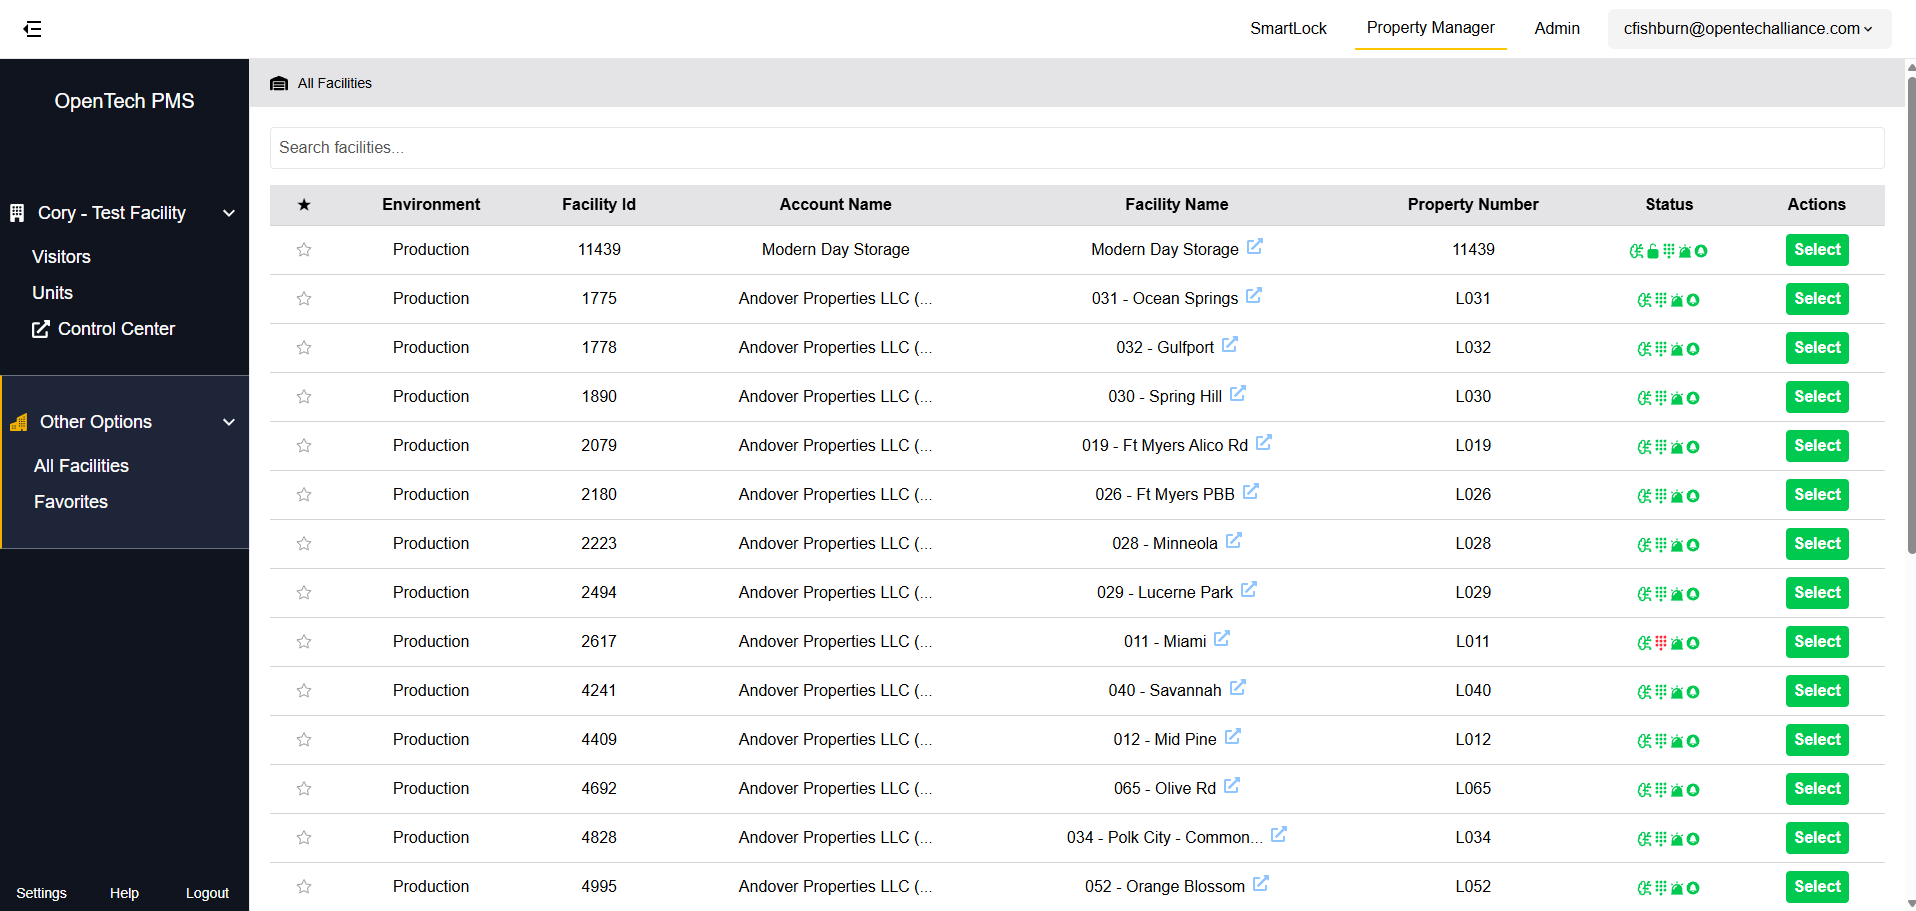 SmartLock Property Manager Admin cfishburn@opentechalliance.com
OpenTech PMS
Cory - Test Facility
Visitors
Units
Control Center
Other Options
All Facilities
Favorites
Settings Help Logout
All Facilities
Search facilities...
★ Environment Facility Id Account Name Facility Name Property Number Status Actions
Production 11439 Modern Day Storage Modern Day Storage 11439 Select
Production 1775 Andover Properties LLC (... 031 - Ocean Springs L031 Select
Production 1778 Andover Properties LLC (... 032 - Gulfport L032 Select
Production 1890 Andover Properties LLC (... 030 - Spring Hill L030 Select
Production 2079 Andover Properties LLC (... 019 - Ft Myers Alico Rd L019 Select
Production 2180 Andover Properties LLC (... 026 - Ft Myers PBB L026 Select
Production 2223 Andover Properties LLC (... 028 - Minneola L028 Select
Production 2494 Andover Properties LLC (... 029 - Lucerne Park L029 Select
Production 2617 Andover Properties LLC (... 011 - Miami L011 Select
Production 4241 Andover Properties LLC (... 040 - Savannah L040 Select
Production 4409 Andover Properties LLC (... 012 - Mid Pine L012 Select
Production 4692 Andover Properties LLC (... 065 - Olive Rd L065 Select
Production 4828 Andover Properties LLC (... 034 - Polk City - Common... L034 Select
Production 4995 Andover Properties LLC (... 052 - Orange Blossom L052 Select